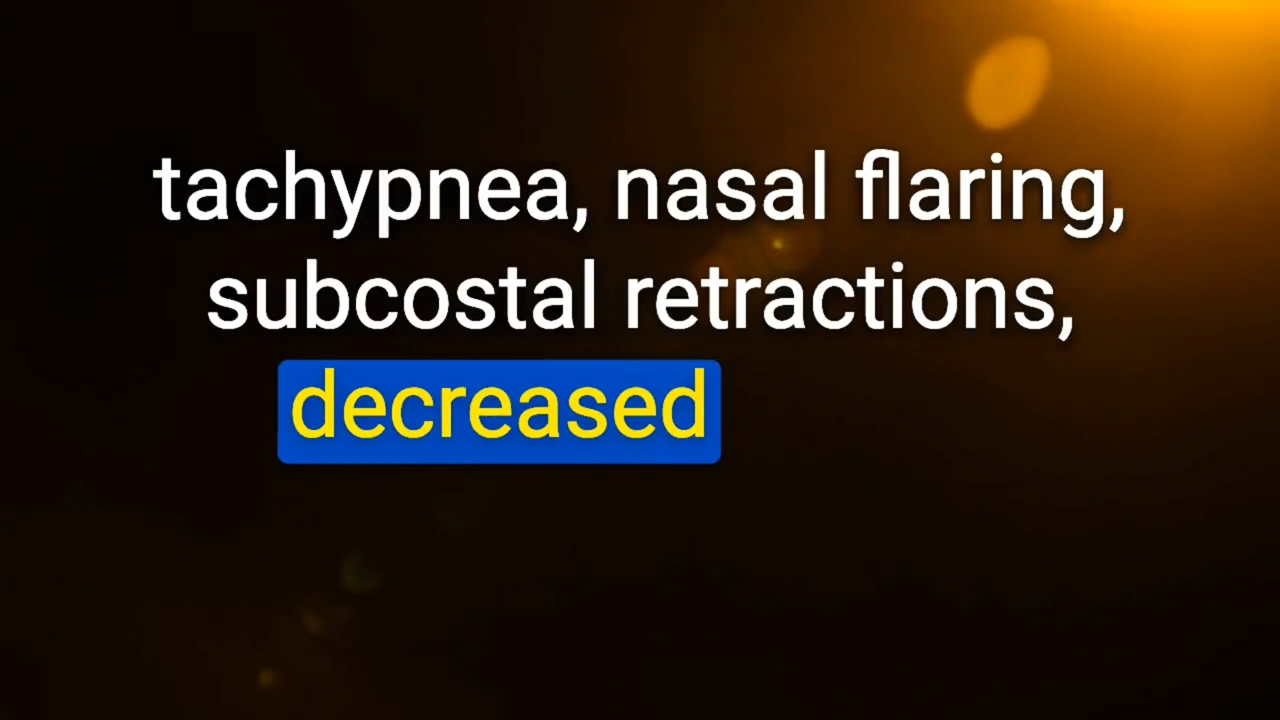 tachypnea, nasal flaring,
subcostal retractions,
decreased